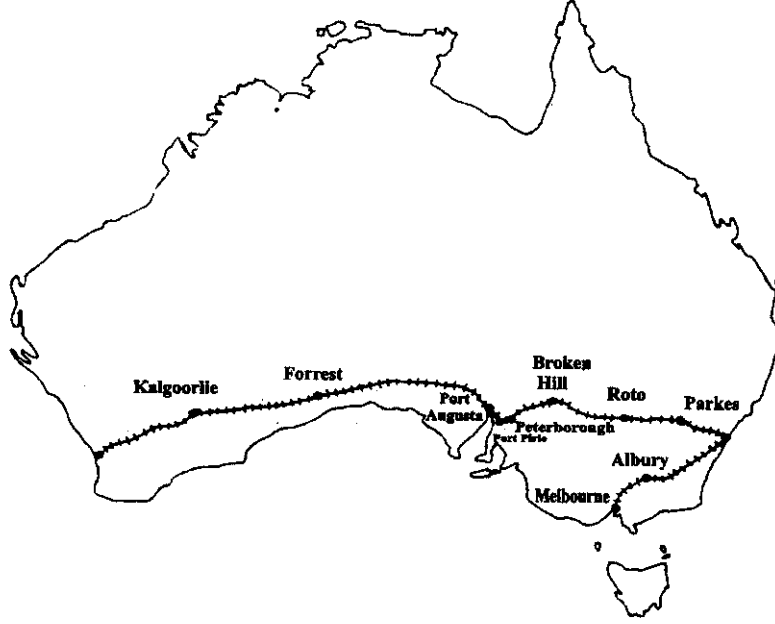 Broken
Hill
Forrest
Kalgoorlie
Roto
Port
Augusta
Parkes
Peterborough
Port Pirie
Albury
Melbourne